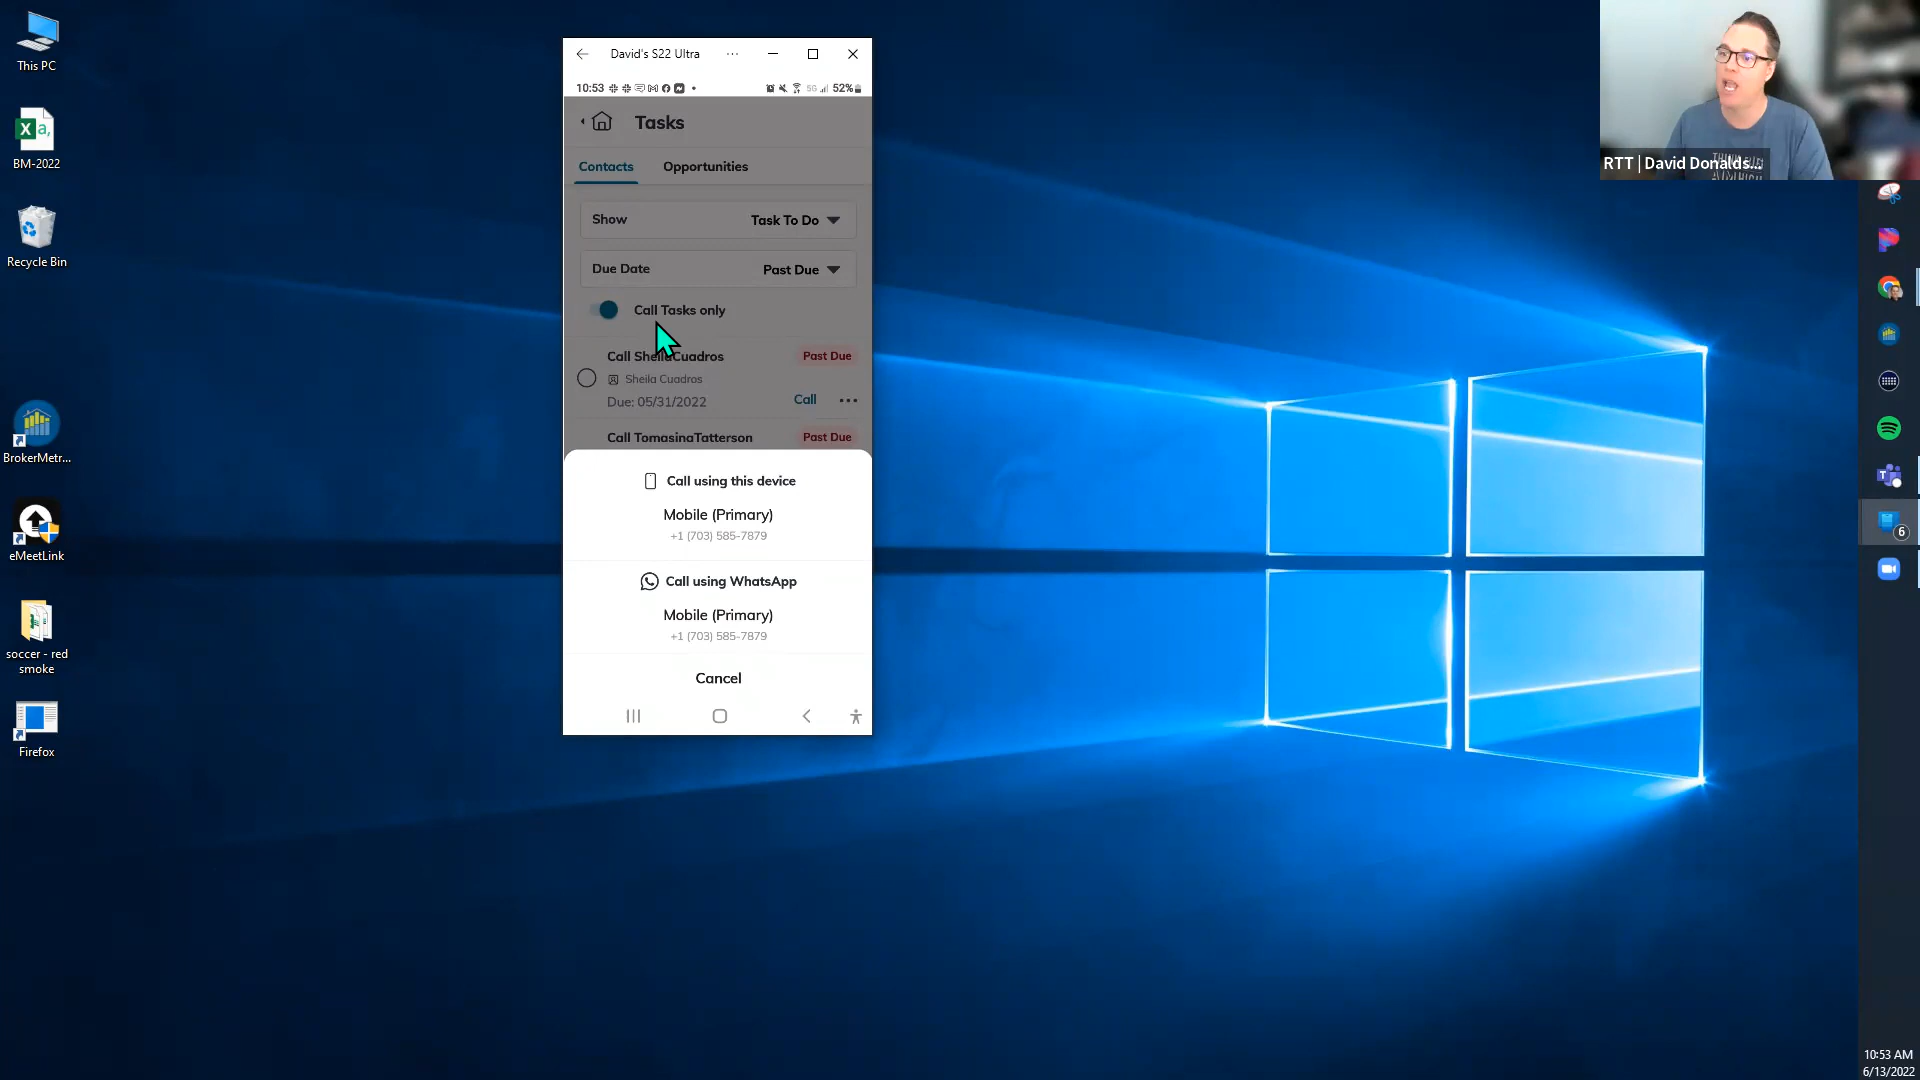 This PC
BM-2022
Recycle Bin
BrokerMetr...
eMeetLink
soccer - red
smoke
Firefox
David's S22 Ultra
10:53
5G
52%
Tasks
Contacts
Opportunities
Show
Task To Do
Due Date
Past Due
Call Tasks only
Call Sheila Cuadros
Past Due
Sheila Cuadros
Due: 05/31/2022
Call
Call TomasinaTatterson
Past Due
Call using this device
Mobile (Primary)
+1 (703) 585-7879
Call using WhatsApp
Mobile (Primary)
+1 (703) 585-7879
Cancel
RTT | David Donalds...
6
10:53 AM
6/13/2022